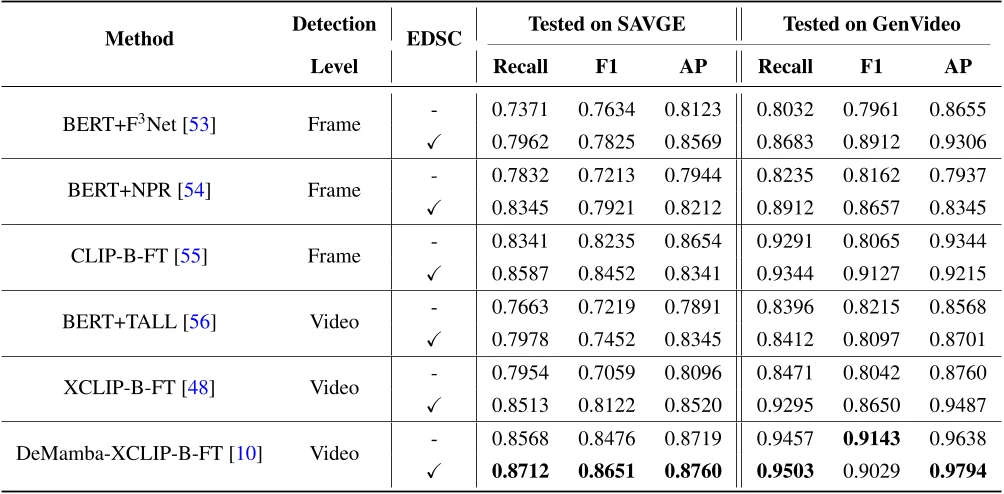 Method Detection Level EDSC Tested on SAVGE Tested on GenVideo
Recall F1 AP Recall F1 AP
BERT+F³Net [53] Frame - 0.7371 0.7634 0.8123 0.8032 0.7961 0.8655
✓ 0.7962 0.7825 0.8569 0.8683 0.8912 0.9306
BERT+NPR [54] Frame - 0.7832 0.7213 0.7944 0.8235 0.8162 0.7937
✓ 0.8345 0.7921 0.8212 0.8912 0.8657 0.8345
CLIP-B-FT [55] Frame - 0.8341 0.8235 0.8654 0.9291 0.8065 0.9344
✓ 0.8587 0.8452 0.8341 0.9344 0.9127 0.9215
BERT+TALL [56] Video - 0.7663 0.7219 0.7891 0.8396 0.8215 0.8568
✓ 0.7978 0.7452 0.8345 0.8412 0.8097 0.8701
XCLIP-B-FT [48] Video - 0.7954 0.7059 0.8096 0.8471 0.8042 0.8760
✓ 0.8513 0.8122 0.8520 0.9295 0.8650 0.9487
DeMamba-XCLIP-B-FT [10] Video - 0.8568 0.8476 0.8719 0.9457 0.9143 0.9638
✓ 0.8712 0.8651 0.8760 0.9503 0.9029 0.9794